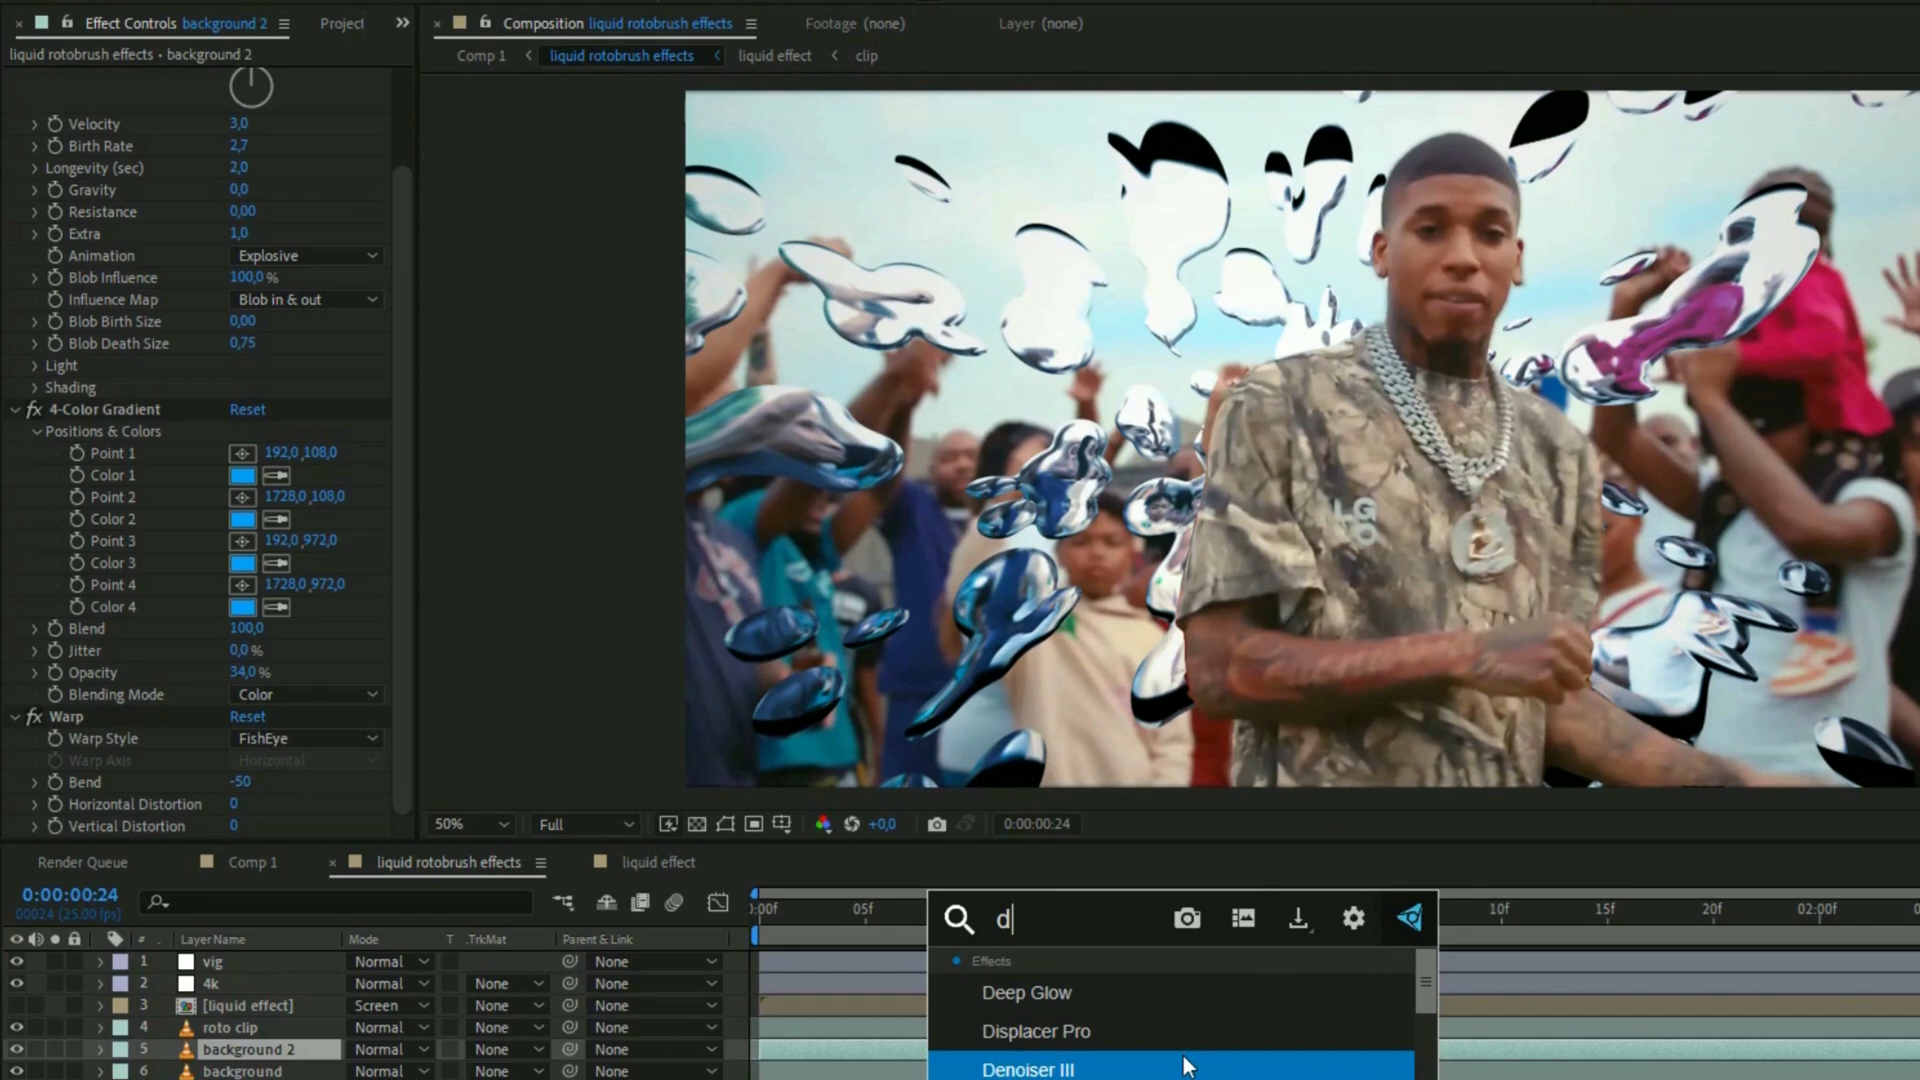 × Effect Controls background 2 Project
liquid rotobrush effects • background 2
Velocity 3,0
Birth Rate 2,7
Longevity (sec) 2,0
Gravity 0,0
Resistance 0,00
Extra 1,0
Animation Explosive
Blob Influence 100,0 %
Influence Map Blob in & out
Blob Birth Size 0,00
Blob Death Size 0,75
Light
Shading
fx 4-Color Gradient Reset
Positions & Colors
Point 1 192,0 ,108,0
Color 1
Point 2 1728,0 ,108,0
Color 2
Point 3 192,0 ,972,0
Color 3
Point 4 1728,0 ,972,0
Color 4
Blend 100,0
Jitter 0,0 %
Opacity 34,0 %
Blending Mode Color
fx Warp Reset
Warp Style FishEye
Warp Axis Horizontal
Bend -50
Horizontal Distortion 0
Vertical Distortion 0
× Composition liquid rotobrush effects Footage (none) Layer (none)
Comp 1 liquid rotobrush effects liquid effect clip
50% Full +0,0 0:00:00:24
Render Queue Comp 1 × liquid rotobrush effects liquid effect
0:00:00:24
00024 (25.00 fps)
# . Layer Name Mode T .TrkMat Parent & Link
1 vig Normal None
2 4k Normal None None
3 [liquid effect] Screen None None
4 roto clip Normal None None
5 background 2 Normal None None
6 background Normal None None
):00f 05f 10f 15f 20f 02:00f
d
Effects
Deep Glow
Displacer Pro
Denoiser III